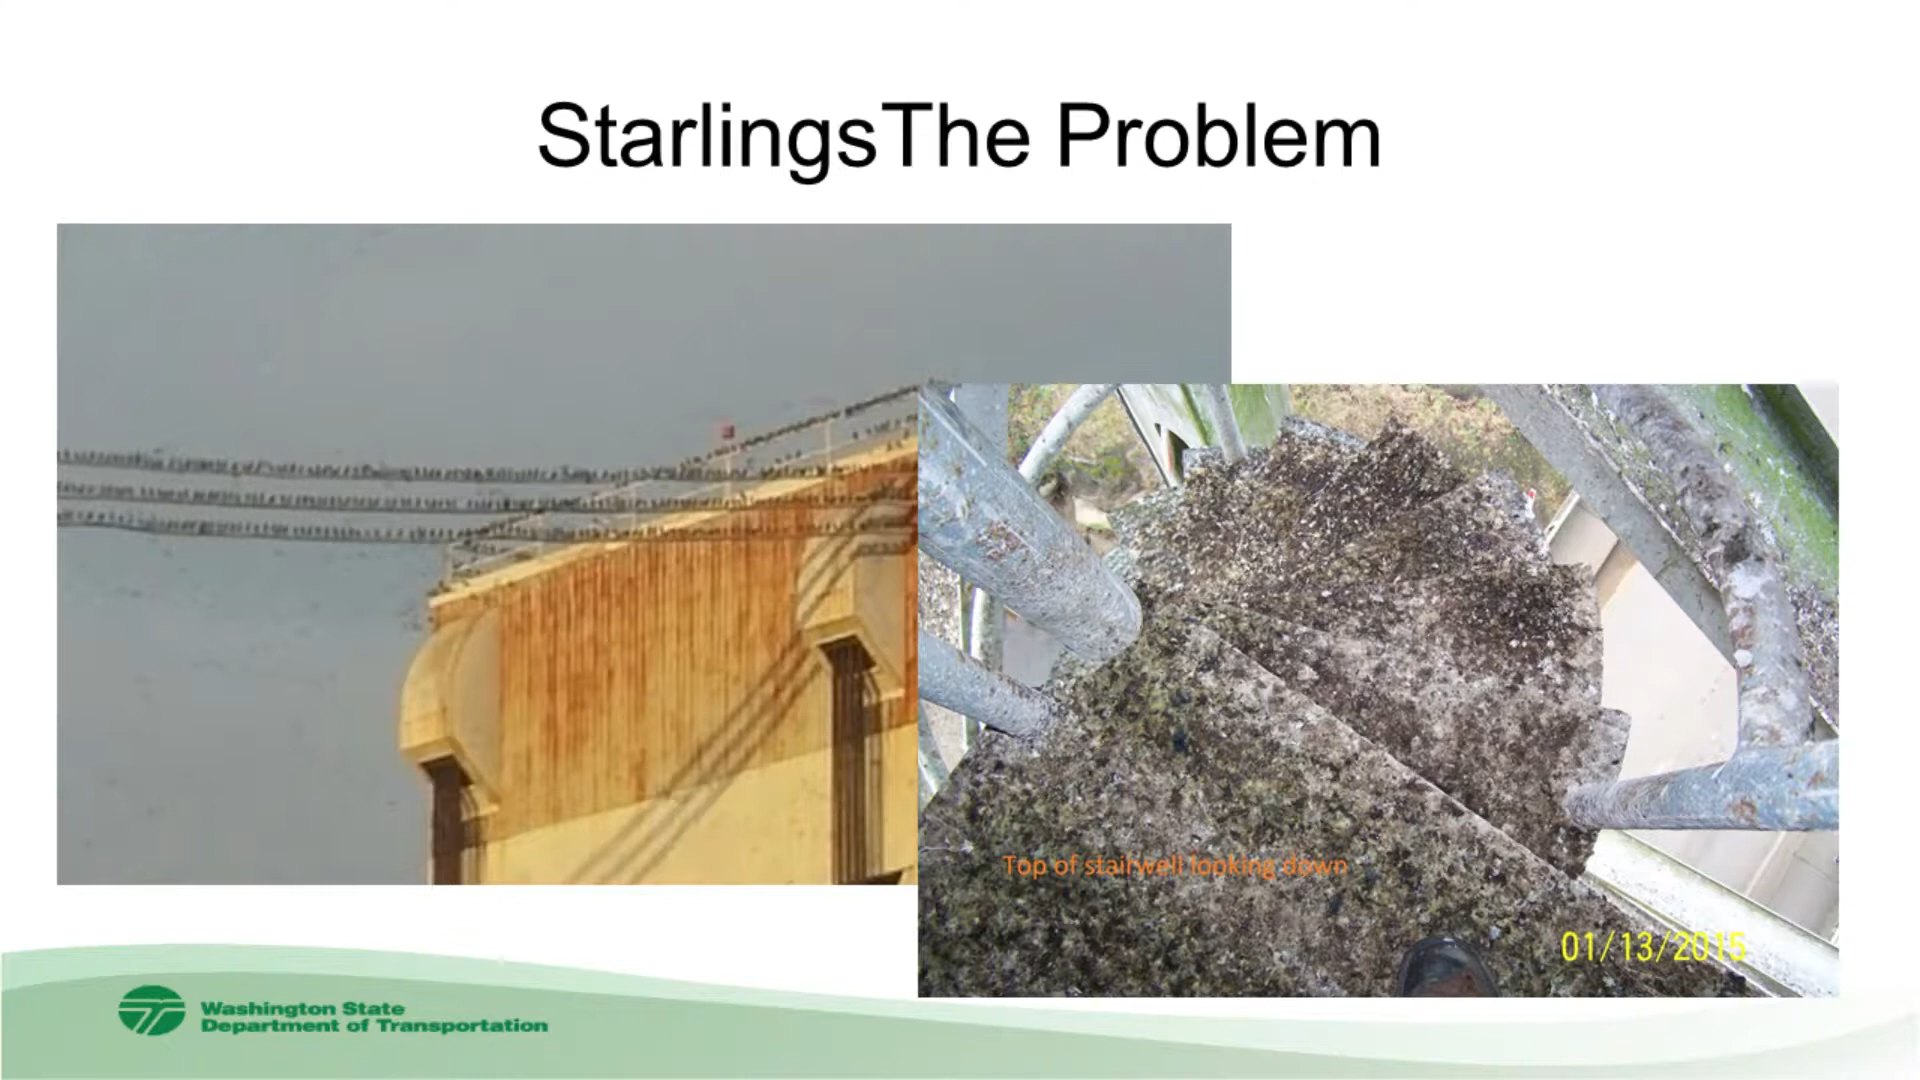 StarlingsThe Problem
Top of stairwell looking down
01/13/2015
Washington State
Department of Transportation